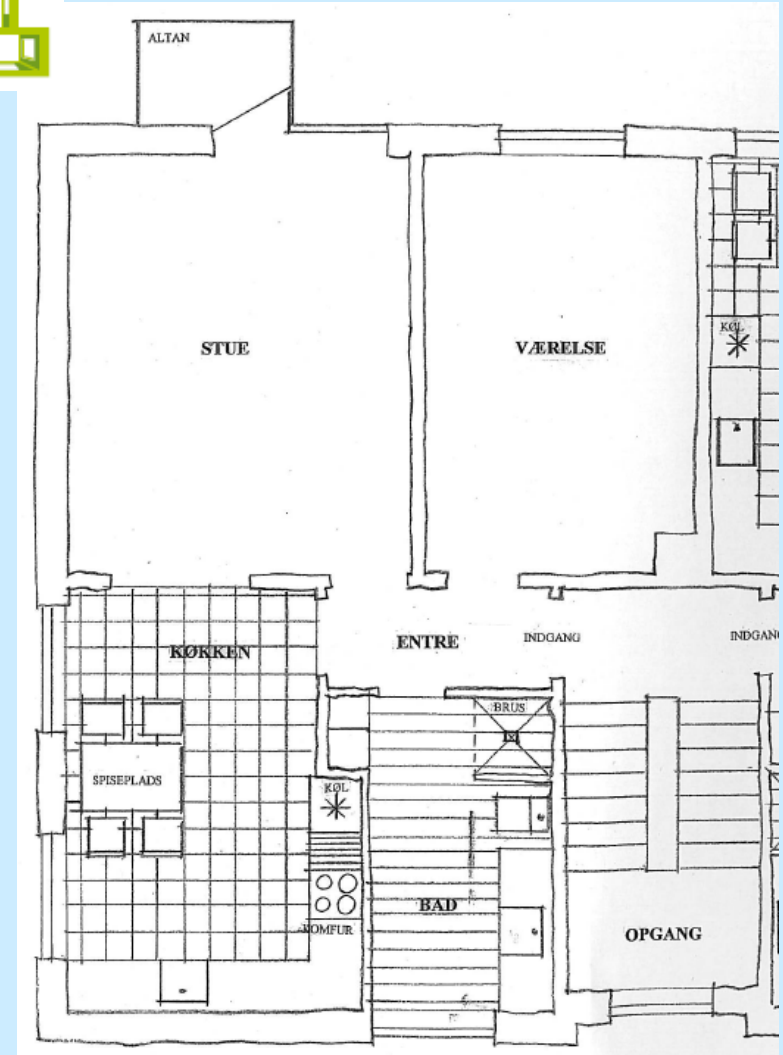 ALTAN
STUE
VÆRELSE
KØL
KØKKEN
ENTRE
INDGANG
INDGANG
BRUS
SPISEPLADS
KØL
BAD
KOMFUR
OPGANG